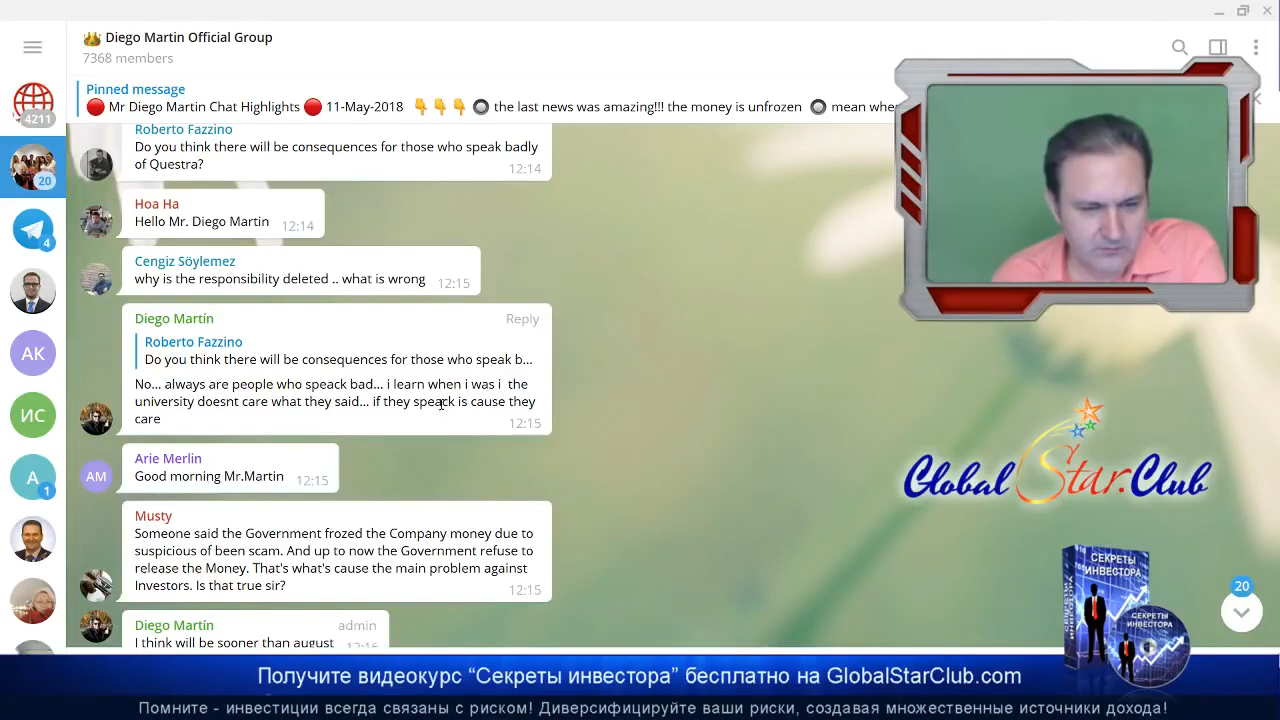 👑 Diego Martin Official Group
7368 members
Pinned message
🔴 Mr Diego Martin Chat Highlights 🔴 11-May-2018 👇👇👇 🔘 the last news was amazing!!! the money is unfrozen 🔘 mean
4211
20
4
АК
ИС
A
1
Roberto Fazzino
Do you think there will be consequences for those who speak badly
of Questra?
12:14
Hoa Ha
Hello Mr. Diego Martin
12:14
Cengiz Söylemez
why is the responsibility deleted .. what is wrong
12:15
Diego Martín
Reply
Roberto Fazzino
Do you think there will be consequences for those who speak b...
No... always are people who speack bad... i learn when i was i the
university doesnt care what they said... if they speack is cause they
care
12:15
AM
Arie Merlin
Good morning Mr.Martin
12:15
Musty
Someone said the Government frozed the Company money due to
suspicious of been scam. And up to now the Government refuse to
release the Money. That's what's cause the main problem against
Investors. Is that true sir?
12:15
Diego Martín
admin
I think will be sooner than august
12:16
Global Star.Club
СЕКРЕТЫ
ИНВЕСТОРА
СЕКРЕТЫ
ИНВЕСТОРА
20
Получите видеокурс “Секреты инвестора” бесплатно на GlobalStarClub.com
Помните - инвестиции всегда связаны с риском! Диверсифицируйте ваши риски, создавая множественные источники дохода!